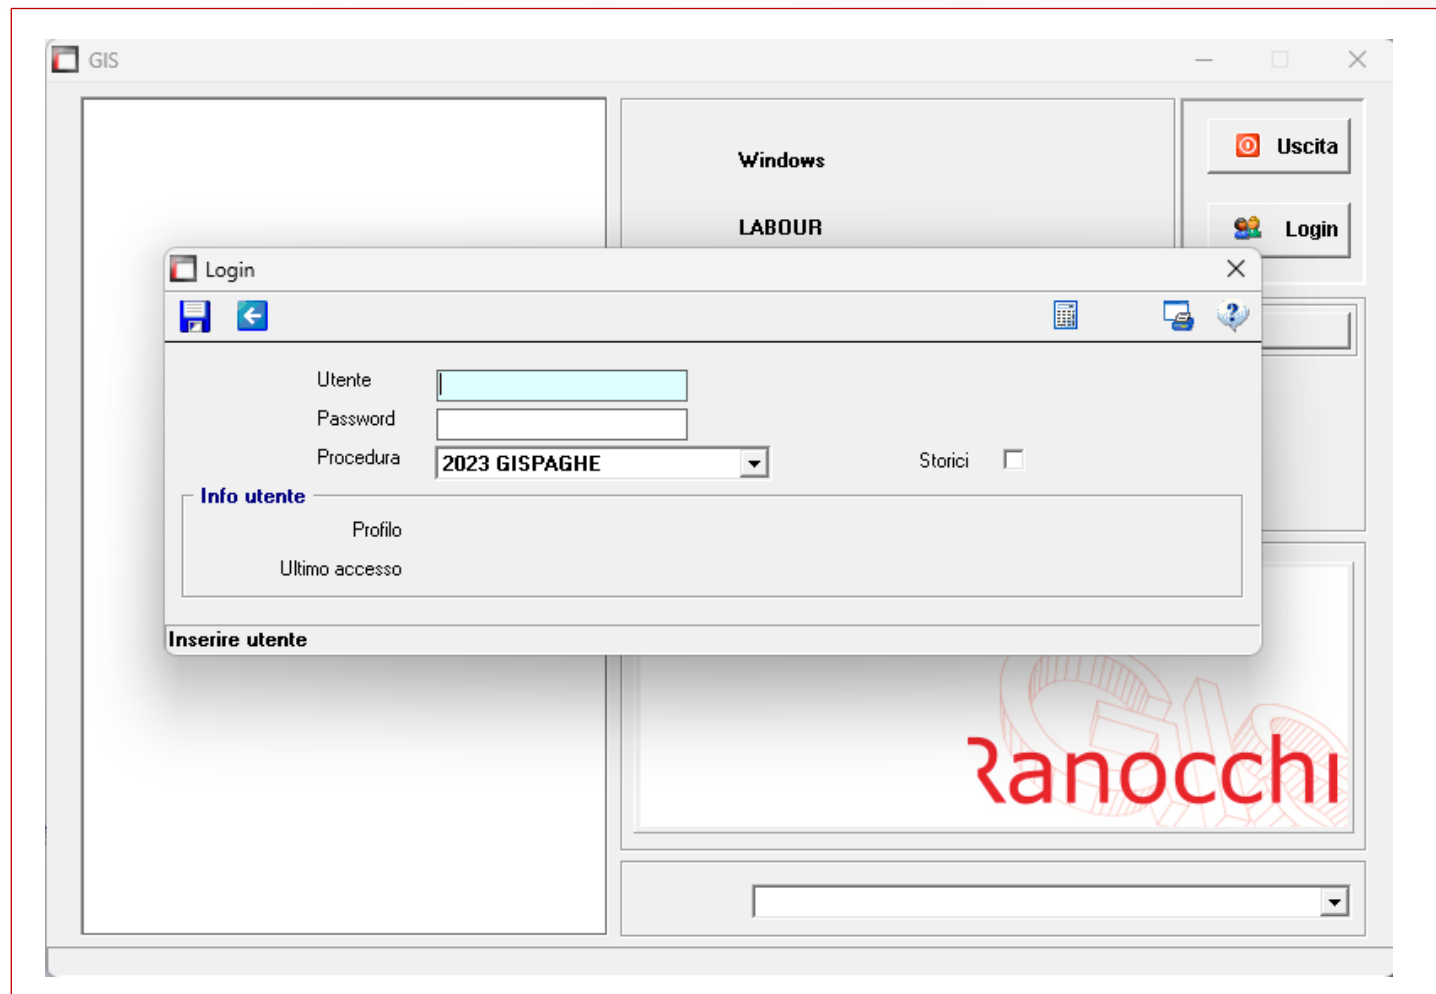 GIS
Windows
LABOUR
Uscita
Login
Login
Utente
Password
Procedura
2023 GISPAGHE
Storici
Info utente
Profilo
Ultimo accesso
Inserire utente
Ranocchi